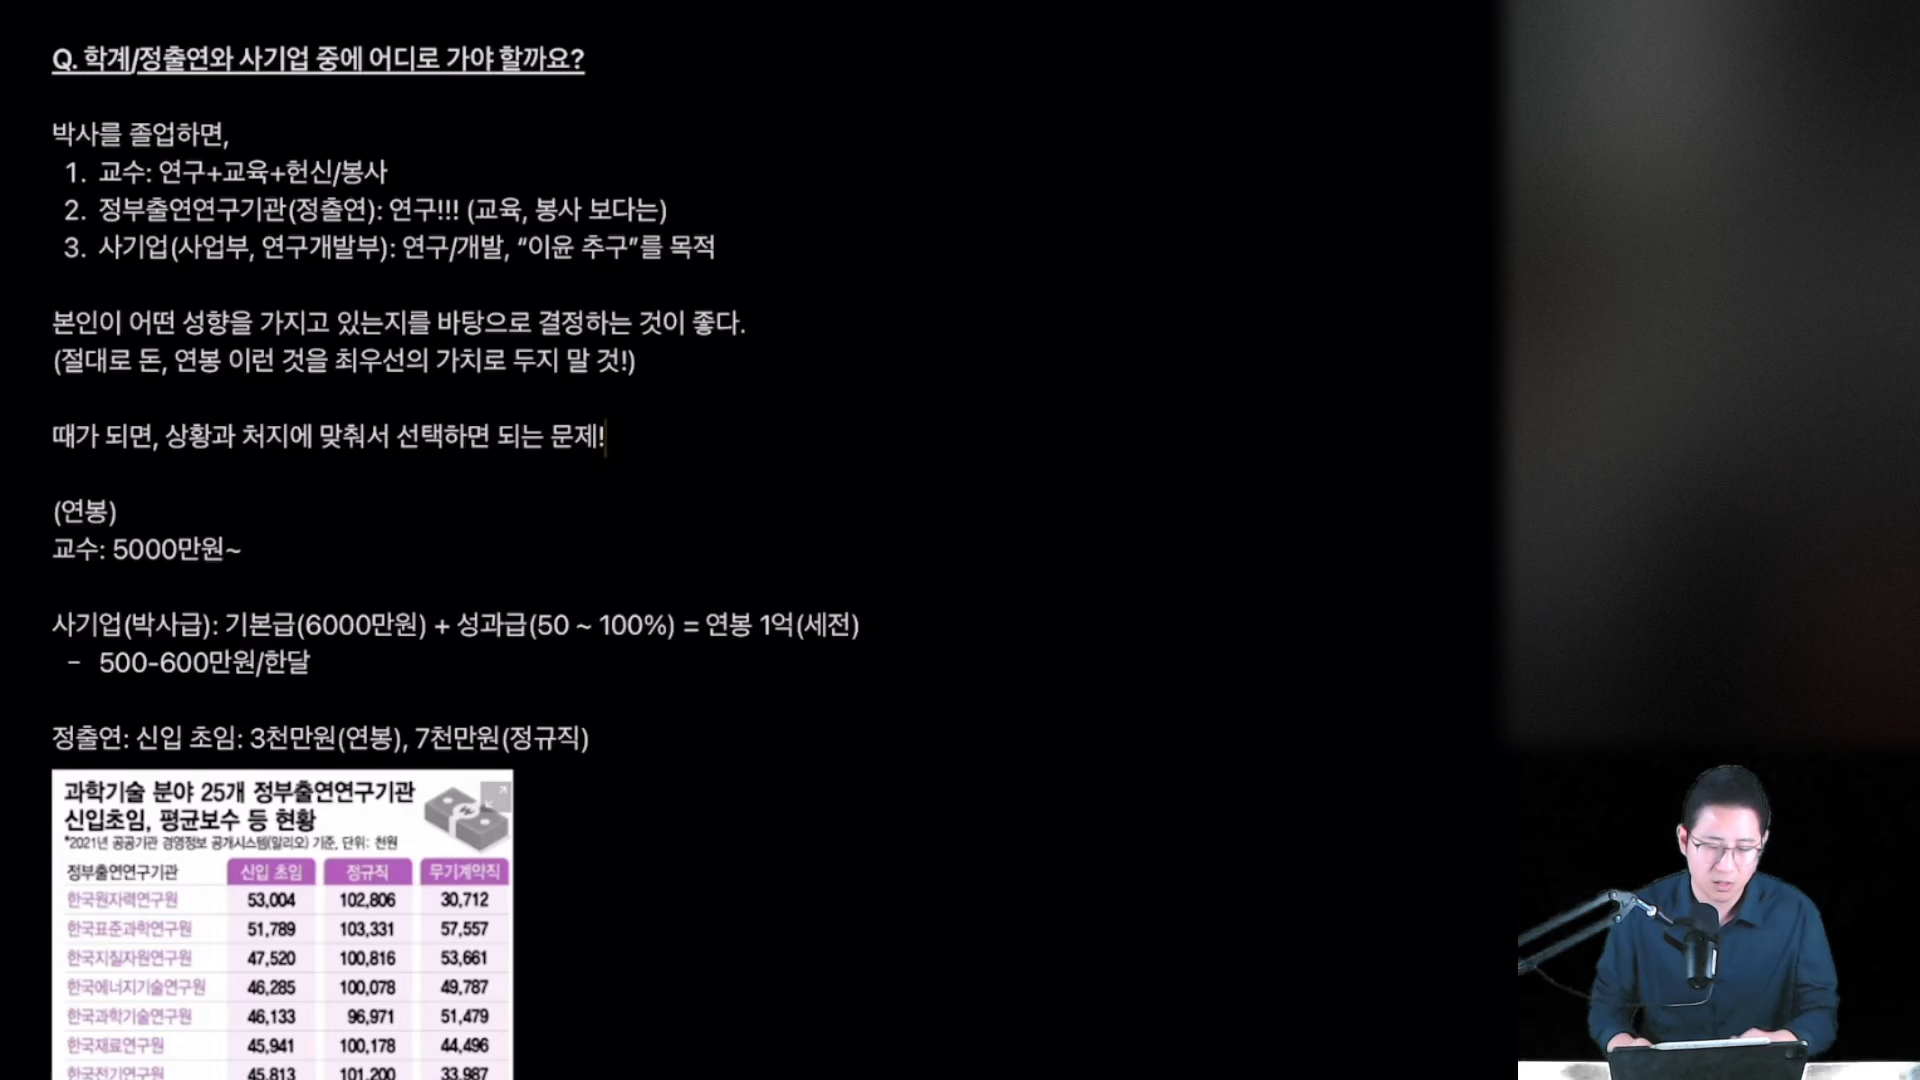 Q. 학계/정출연와 사기업 중에 어디로 가야 할까요?
박사를 졸업하면,
1. 교수: 연구+교육+헌신/봉사
2. 정부출연연구기관(정출연): 연구!!! (교육, 봉사 보다는)
3. 사기업(사업부, 연구개발부): 연구/개발, “이윤 추구”를 목적
본인이 어떤 성향을 가지고 있는지를 바탕으로 결정하는 것이 좋다.
(절대로 돈, 연봉 이런 것을 최우선의 가치로 두지 말 것!)
때가 되면, 상황과 처지에 맞춰서 선택하면 되는 문제!
(연봉)
교수: 5000만원~
사기업(박사급): 기본급(6000만원) + 성과급(50 ~ 100%) = 연봉 1억(세전)
- 500-600만원/한달
정출연: 신입 초임: 3천만원(연봉), 7천만원(정규직)
과학기술 분야 25개 정부출연연구기관
신입초임, 평균보수 등 현황
*2021년 공공기관 경영정보 공개시스템(알리오) 기준, 단위: 천원
정부출연연구기관 신입 초임 정규직 무기계약직
한국원자력연구원 53,004 102,806 30,712
한국표준과학연구원 51,789 103,331 57,557
한국지질자원연구원 47,520 100,816 53,661
한국에너지기술연구원 46,285 100,078 49,787
한국과학기술연구원 46,133 96,971 51,479
한국재료연구원 45,941 100,178 44,496
한국전기연구원 45,813 101,200 33,987